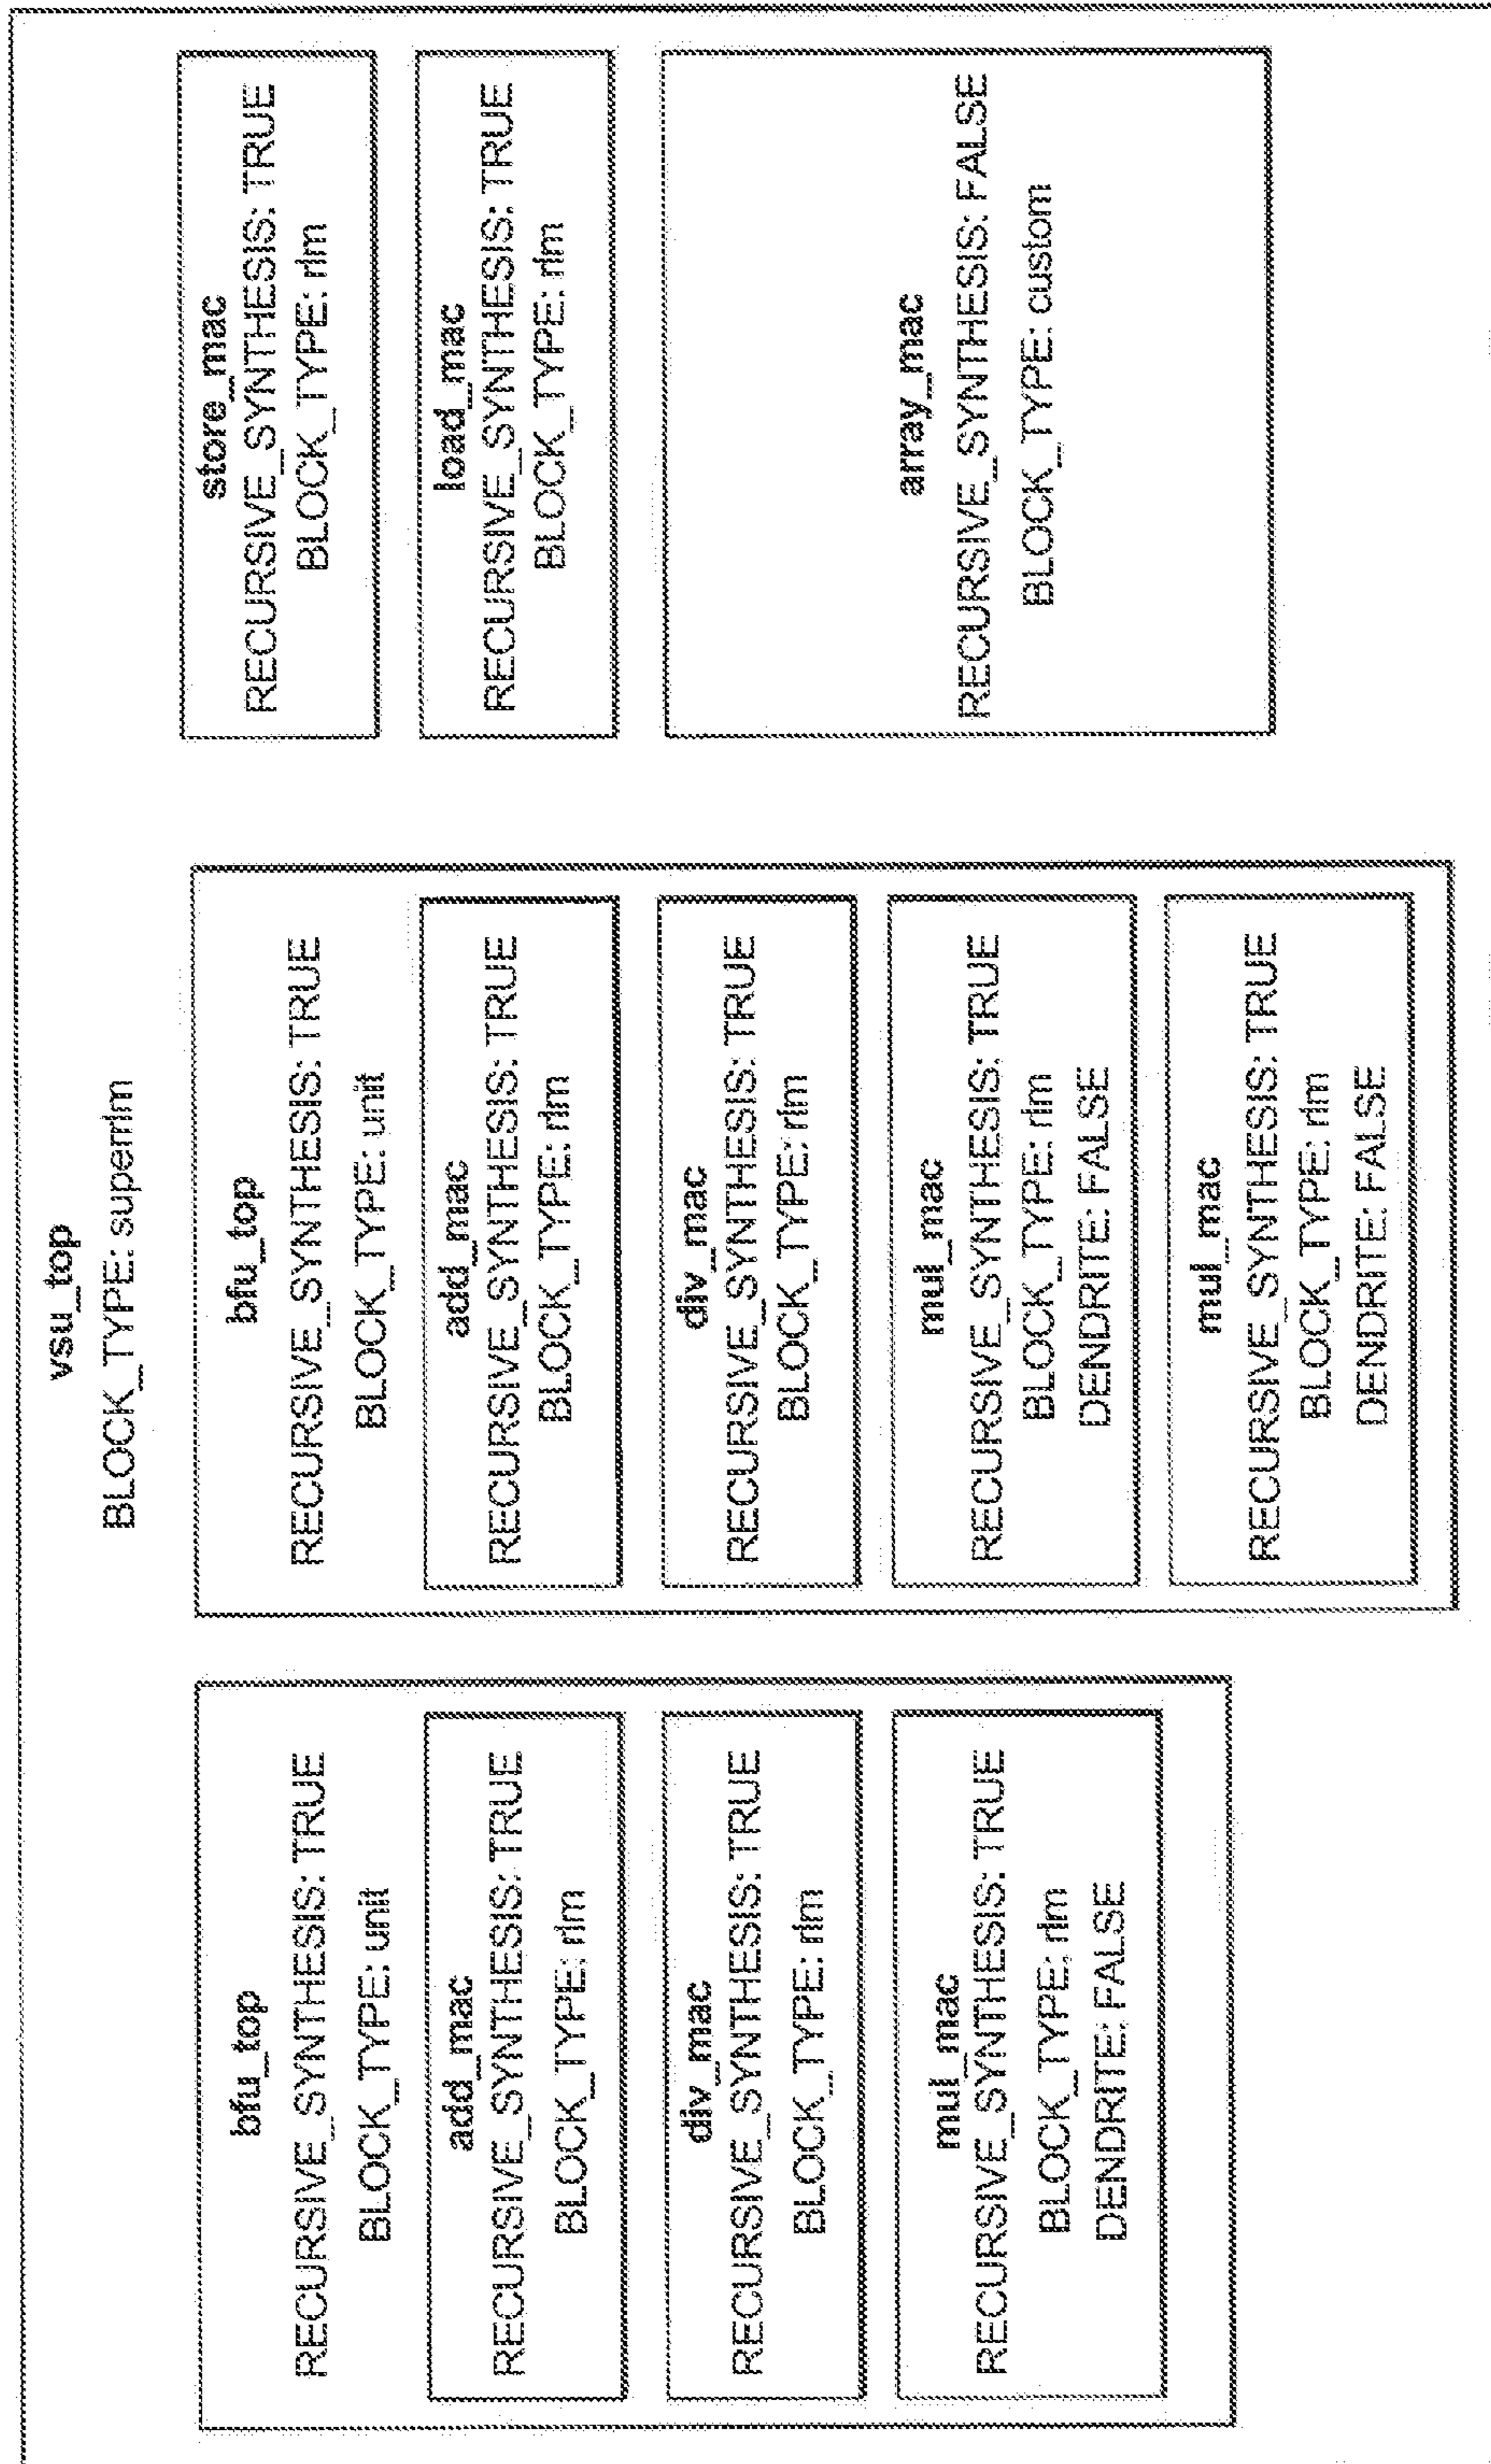 vsu_top
BLOCK_TYPE: superrlm
bfu_top
RECURSIVE_SYNTHESIS: TRUE
BLOCK_TYPE: unit
add_mac
RECURSIVE_SYNTHESIS: TRUE
BLOCK_TYPE: rlm
div_mac
RECURSIVE_SYNTHESIS: TRUE
BLOCK_TYPE: rlm
mul_mac
RECURSIVE_SYNTHESIS: TRUE
BLOCK_TYPE: rlm
DENDRITE: FALSE
bfu_top
RECURSIVE_SYNTHESIS: TRUE
BLOCK_TYPE: unit
add_mac
RECURSIVE_SYNTHESIS: TRUE
BLOCK_TYPE: rlm
div_mac
RECURSIVE_SYNTHESIS: TRUE
BLOCK_TYPE: rlm
mul_mac
RECURSIVE_SYNTHESIS: TRUE
BLOCK_TYPE: rlm
DENDRITE: FALSE
mul_mac
RECURSIVE_SYNTHESIS: TRUE
BLOCK_TYPE: rlm
DENDRITE: FALSE
store_mac
RECURSIVE_SYNTHESIS: TRUE
BLOCK_TYPE: rlm
load_mac
RECURSIVE_SYNTHESIS: TRUE
BLOCK_TYPE: rlm
array_mac
RECURSIVE_SYNTHESIS: FALSE
BLOCK_TYPE: custom